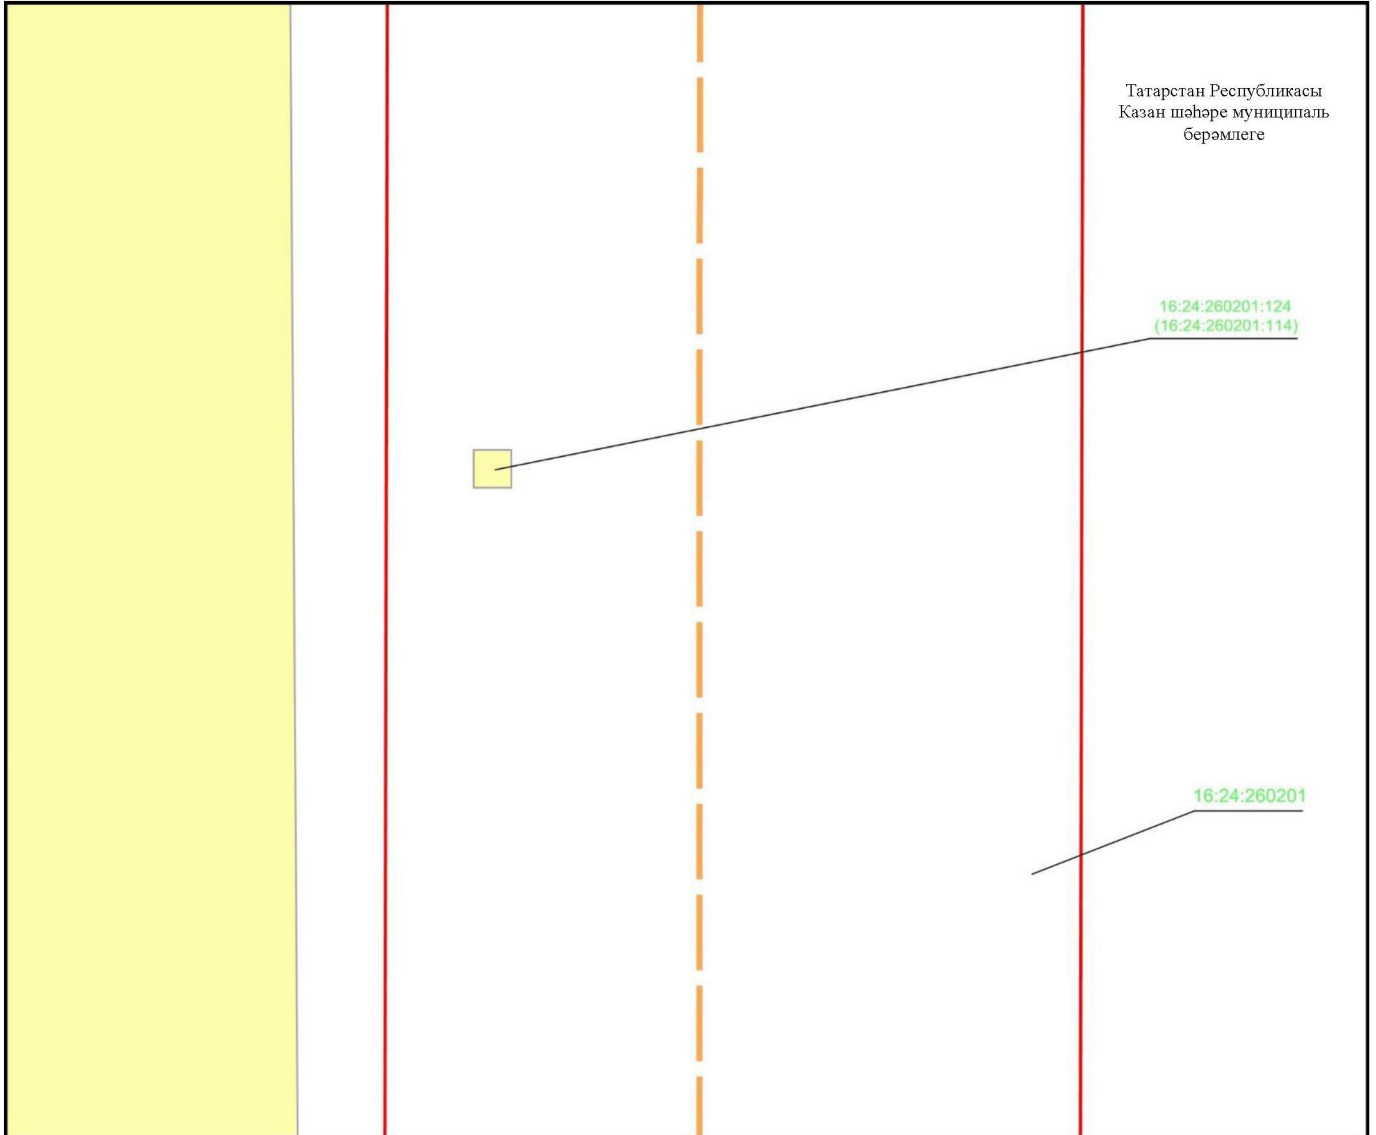 Татарстан Республикасы
Казан шәһәре муниципаль
берәмлеге
16:24:260201:124
(16:24:260201:114)
16:24:260201